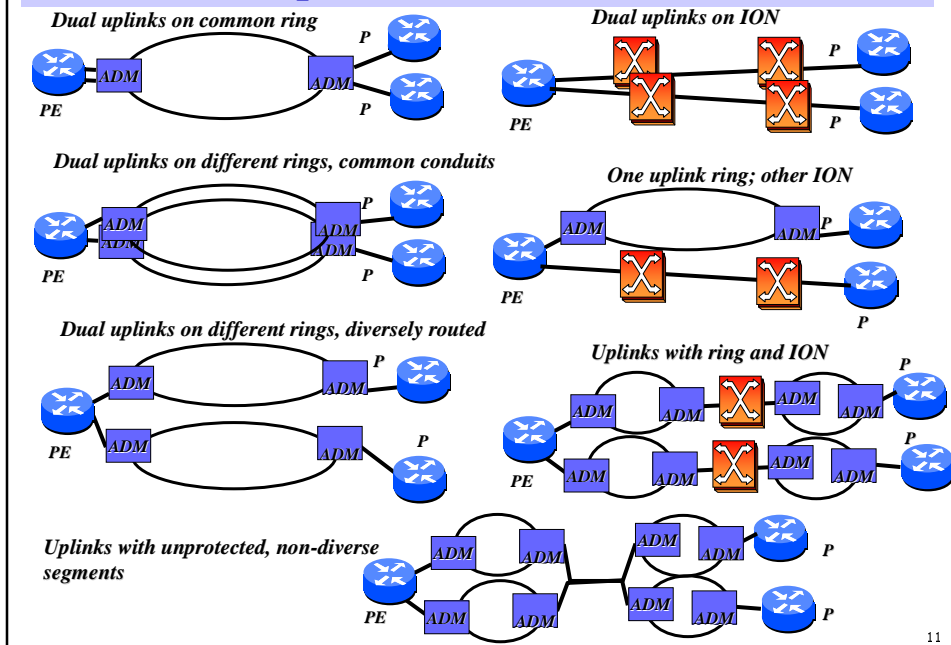 Dual uplinks on common ring
P
ADM
ADM
PE
P
Dual uplinks on ION
P
PE
P
Dual uplinks on different rings, common conduits
P
ADM
ADM
ADM
ADM
PE
P
One uplink ring; other ION
ADM
ADM
P
PE
P
Dual uplinks on different rings, diversely routed
P
ADM
ADM
ADM
ADM
PE
P
Uplinks with ring and ION
P
ADM
ADM
ADM
ADM
P
ADM
ADM
ADM
ADM
PE
Uplinks with unprotected, non-diverse
segments
ADM
ADM
ADM
ADM
P
PE
ADM
ADM
ADM
ADM
P
11